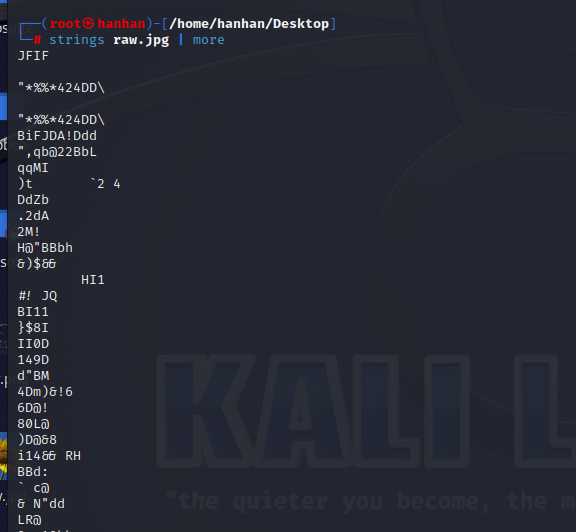 ┌──(root㉿hanhan)-[/home/hanhan/Desktop]
└─# strings raw.jpg | more
JFIF
"*%%*424DD\
"*%%*424DD\
BiFJDA!Ddd
",qb@22BbL
qqMI
)t       `2 4
DdZb
.2dA
2M!
H@"BBbh
&)$&&
        HI1
#! JQ
BI11
}$8I
II0D
149D
d"BM
4Dm)&!6
6D@!
80L@
)D@&8
i14&& RH
BBd:
` c@
& N"dd
LR@
KALI L
"the quieter you become, the m